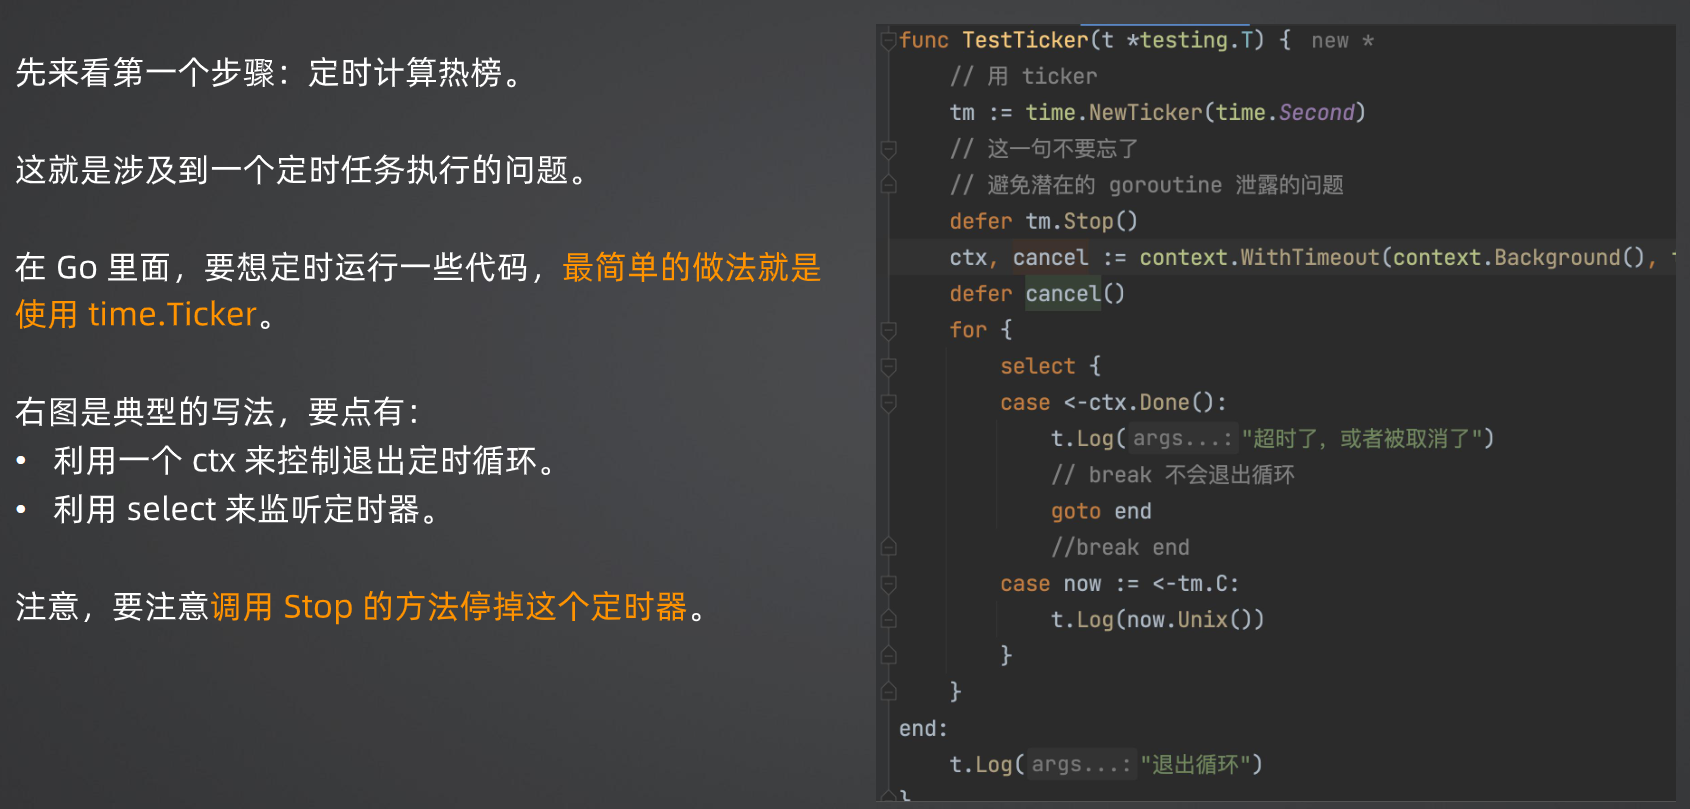 先来看第一个步骤：定时计算热榜。
这就是涉及到一个定时任务执行的问题。
在 Go 里面，要想定时运行一些代码，最简单的做法就是
使用 time.Ticker。
右图是典型的写法，要点有：
• 利用一个 ctx 来控制退出定时循环。
• 利用 select 来监听定时器。
注意，要注意调用 Stop 的方法停掉这个定时器。
func TestTicker(t *testing.T) { new *
// 用 ticker
tm := time.NewTicker(time.Second)
// 这一句不要忘了
// 避免潜在的 goroutine 泄露的问题
defer tm.Stop()
ctx, cancel := context.WithTimeout(context.Background(),
defer cancel()
for {
select {
case <-ctx.Done():
t.Log( args...: "超时了，或者被取消了")
// break 不会退出循环
goto end
//break end
case now := <-tm.C:
t.Log(now.Unix())
}
}
end:
t.Log( args...: "退出循环")
}